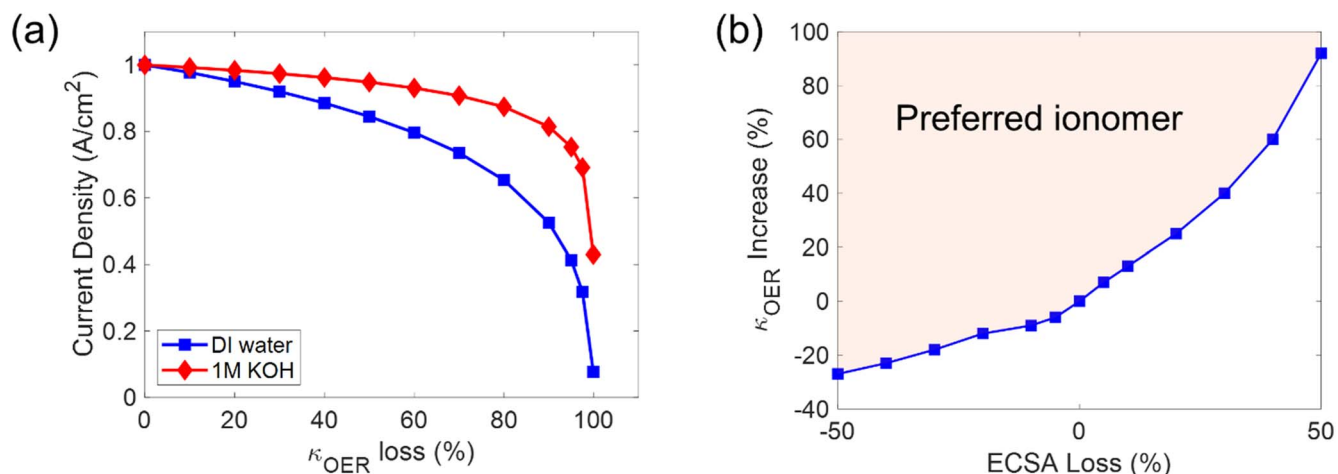 (a)
Current Density (A/cm²)
1
0.8
0.6
0.4
0.2
0
DI water
1M KOH
0 20 40 60 80 100
κOER loss (%)
(b)
κOER Increase (%)
100
80
60
40
20
0
-20
-40
Preferred ionomer
-50 0 50
ECSA Loss (%)